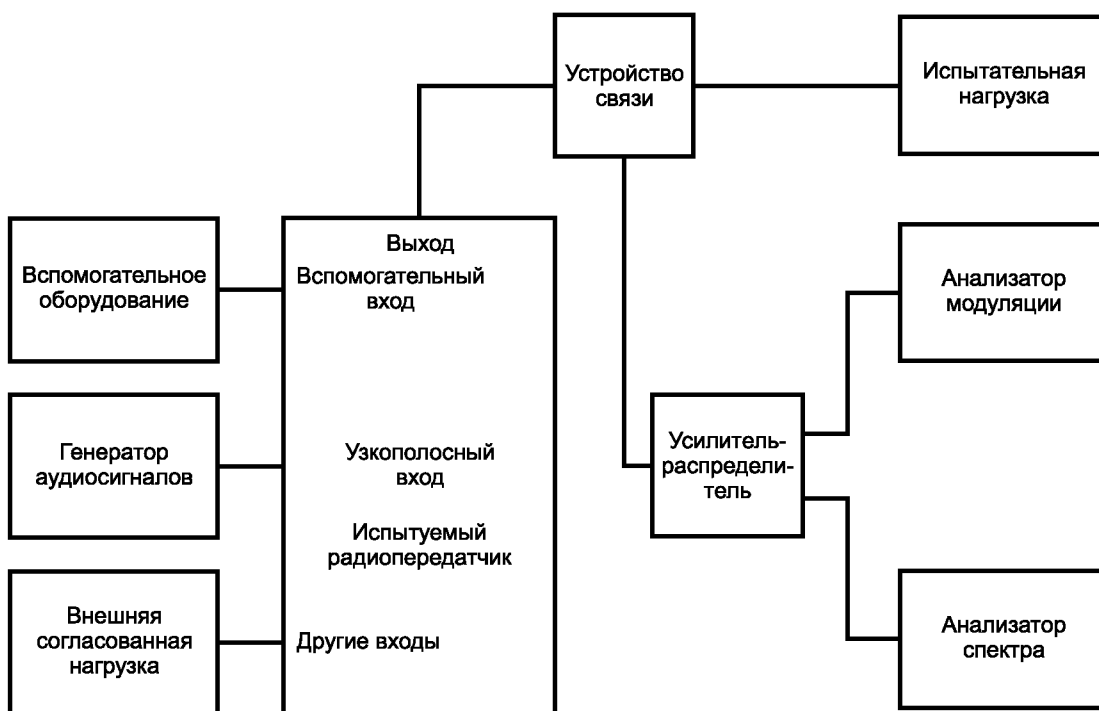 Устройство
связи
Испытательная
нагрузка
Вспомогательное
оборудование
Выход
Вспомогательный
вход
Анализатор
модуляции
Генератор
аудиосигналов
Узкополосный
вход
Усилитель-
распредели-
тель
Испытуемый
радиопередатчик
Внешняя
согласованная
нагрузка
Другие входы
Анализатор
спектра